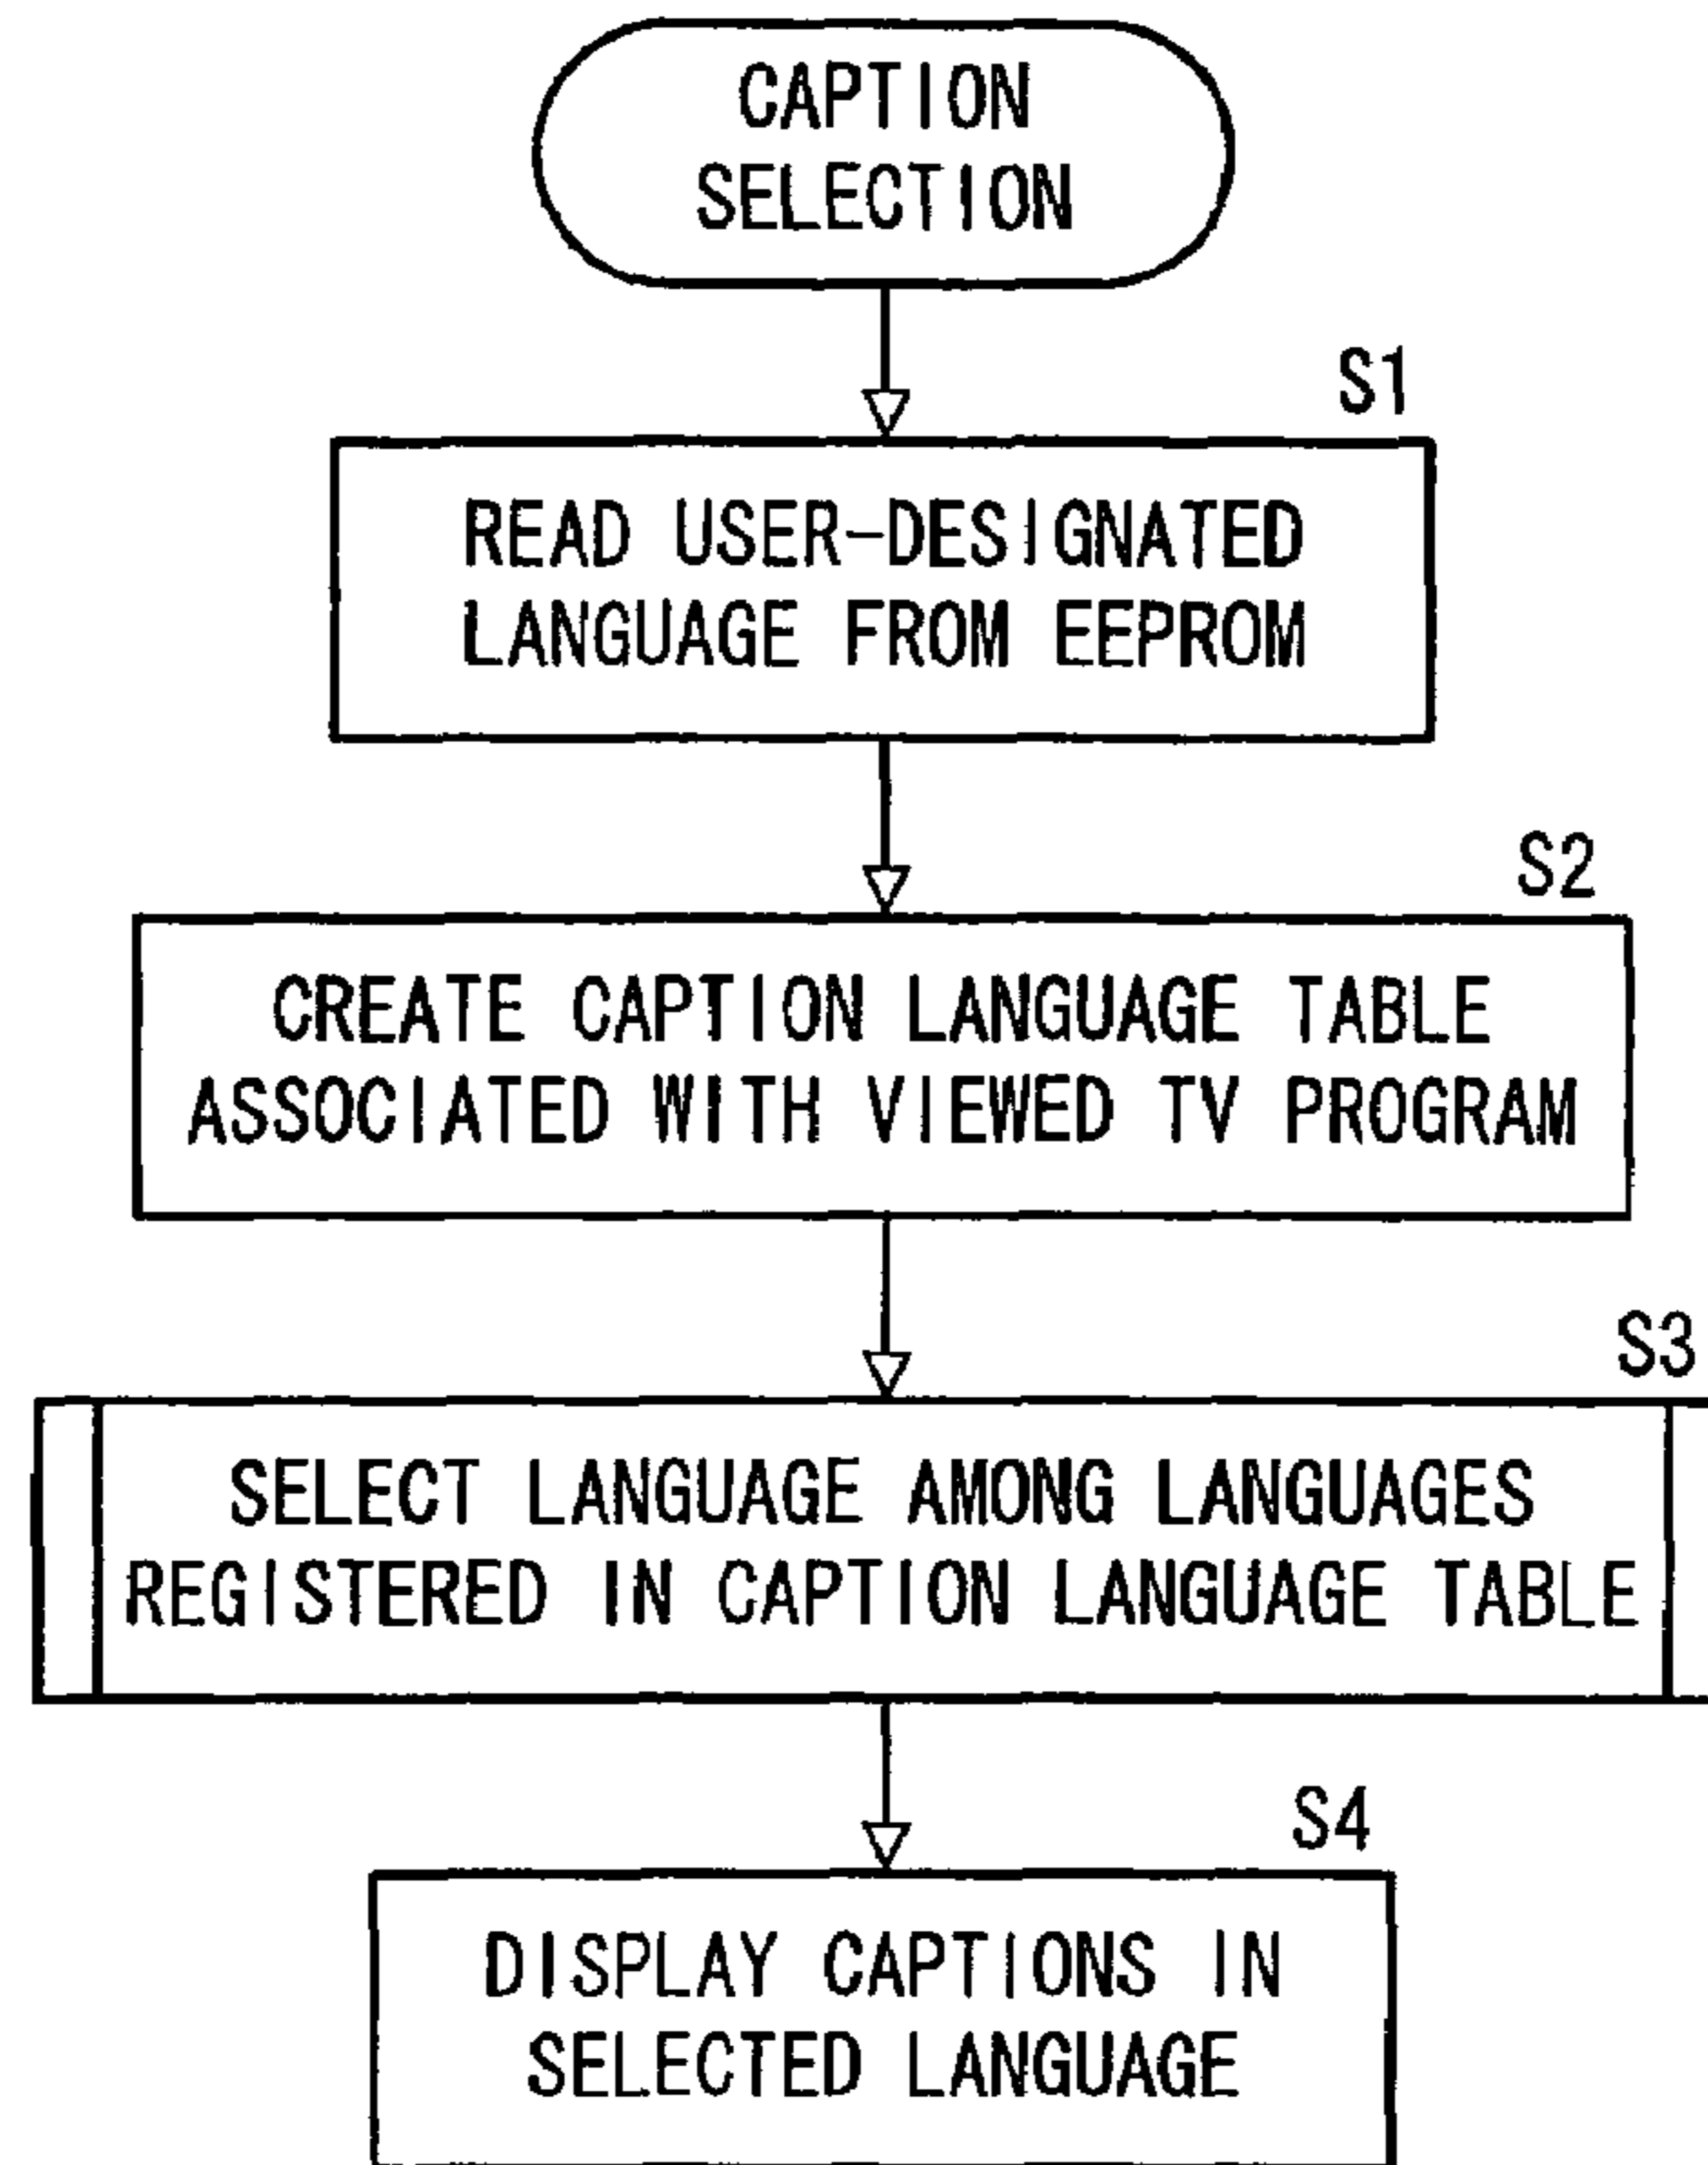 CAPTION
SELECTION
S1
READ USER-DESIGNATED
LANGUAGE FROM EEPROM
S2
CREATE CAPTION LANGUAGE TABLE
ASSOCIATED WITH VIEWED TV PROGRAM
S3
SELECT LANGUAGE AMONG LANGUAGES
REGISTERED IN CAPTION LANGUAGE TABLE
S4
DISPLAY CAPTIONS IN
SELECTED LANGUAGE